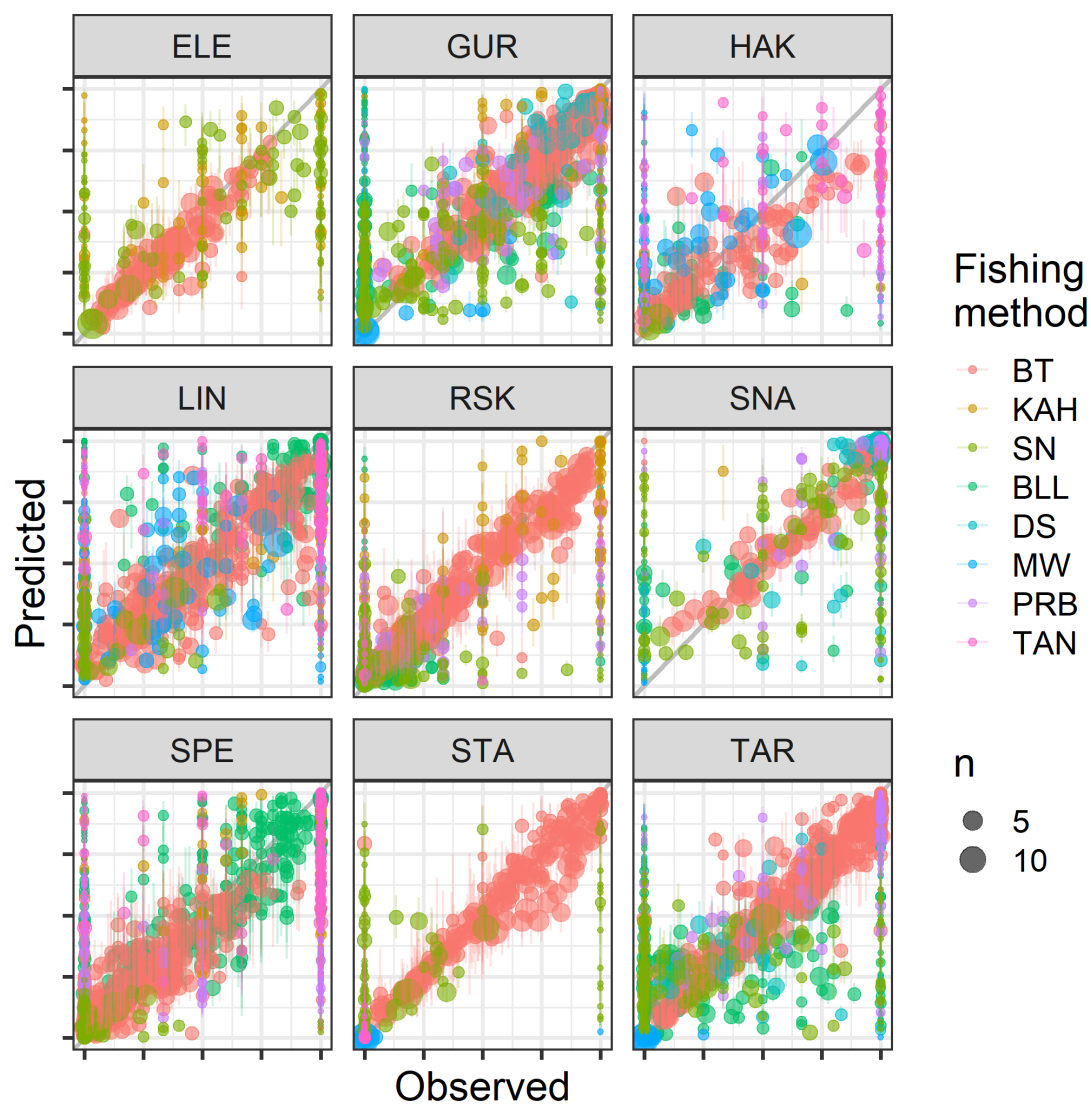 ELE
GUR
HAK
LIN
RSK
SNA
SPE
STA
TAR
Predicted
Observed
Fishing
method
BT
KAH
SN
BLL
DS
MW
PRB
TAN
n
5
10